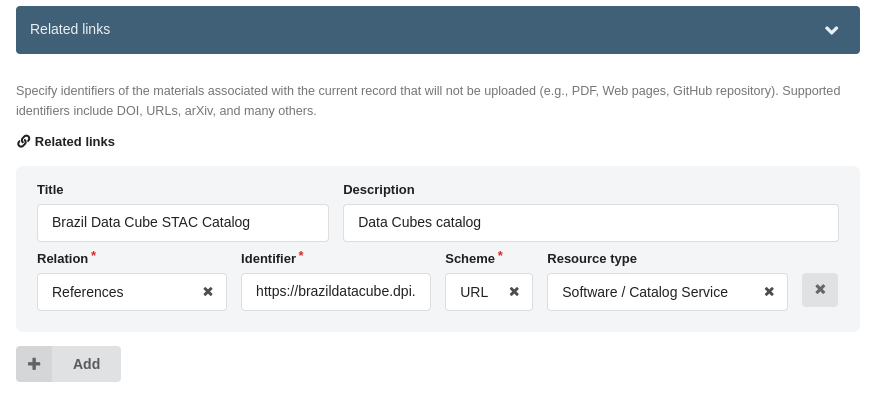 Related links
Specify identifiers of the materials associated with the current record that will not be uploaded (e.g., PDF, Web pages, GitHub repository). Supported
identifiers include DOI, URLs, arXiv, and many others.
Related links
Title Description
Brazil Data Cube STAC Catalog Data Cubes catalog
Relation * Identifier * Scheme * Resource type
References https://brazildatacube.dpi. URL Software / Catalog Service
Add